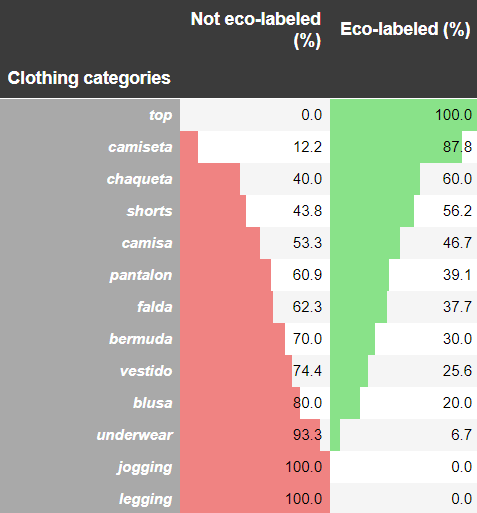 Not eco-labeled
(%)
Eco-labeled (%)
Clothing categories
top 0.0 100.0
camiseta 12.2 87.8
chaqueta 40.0 60.0
shorts 43.8 56.2
camisa 53.3 46.7
pantalon 60.9 39.1
falda 62.3 37.7
bermuda 70.0 30.0
vestido 74.4 25.6
blusa 80.0 20.0
underwear 93.3 6.7
jogging 100.0 0.0
legging 100.0 0.0